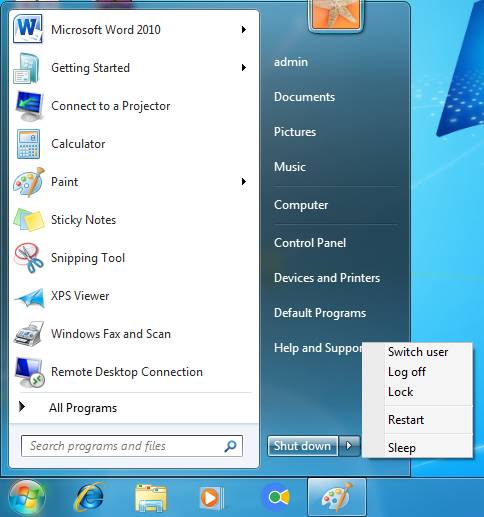 Microsoft Word 2010
Getting Started
Connect to a Projector
Calculator
Paint
Sticky Notes
Snipping Tool
XPS Viewer
Windows Fax and Scan
Remote Desktop Connection
All Programs
Search programs and files
admin
Documents
Pictures
Music
Computer
Control Panel
Devices and Printers
Default Programs
Help and Suppor
Shut down
Switch user
Log off
Lock
Restart
Sleep